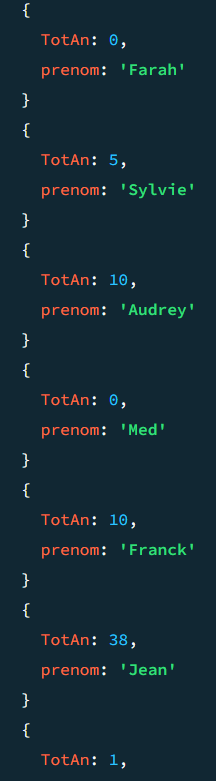 {
TotAn: 0,
prenom: 'Farah'
}
{
TotAn: 5,
prenom: 'Sylvie'
}
{
TotAn: 10,
prenom: 'Audrey'
}
{
TotAn: 0,
prenom: 'Med'
}
{
TotAn: 10,
prenom: 'Franck'
}
{
TotAn: 38,
prenom: 'Jean'
}
{
TotAn: 1,